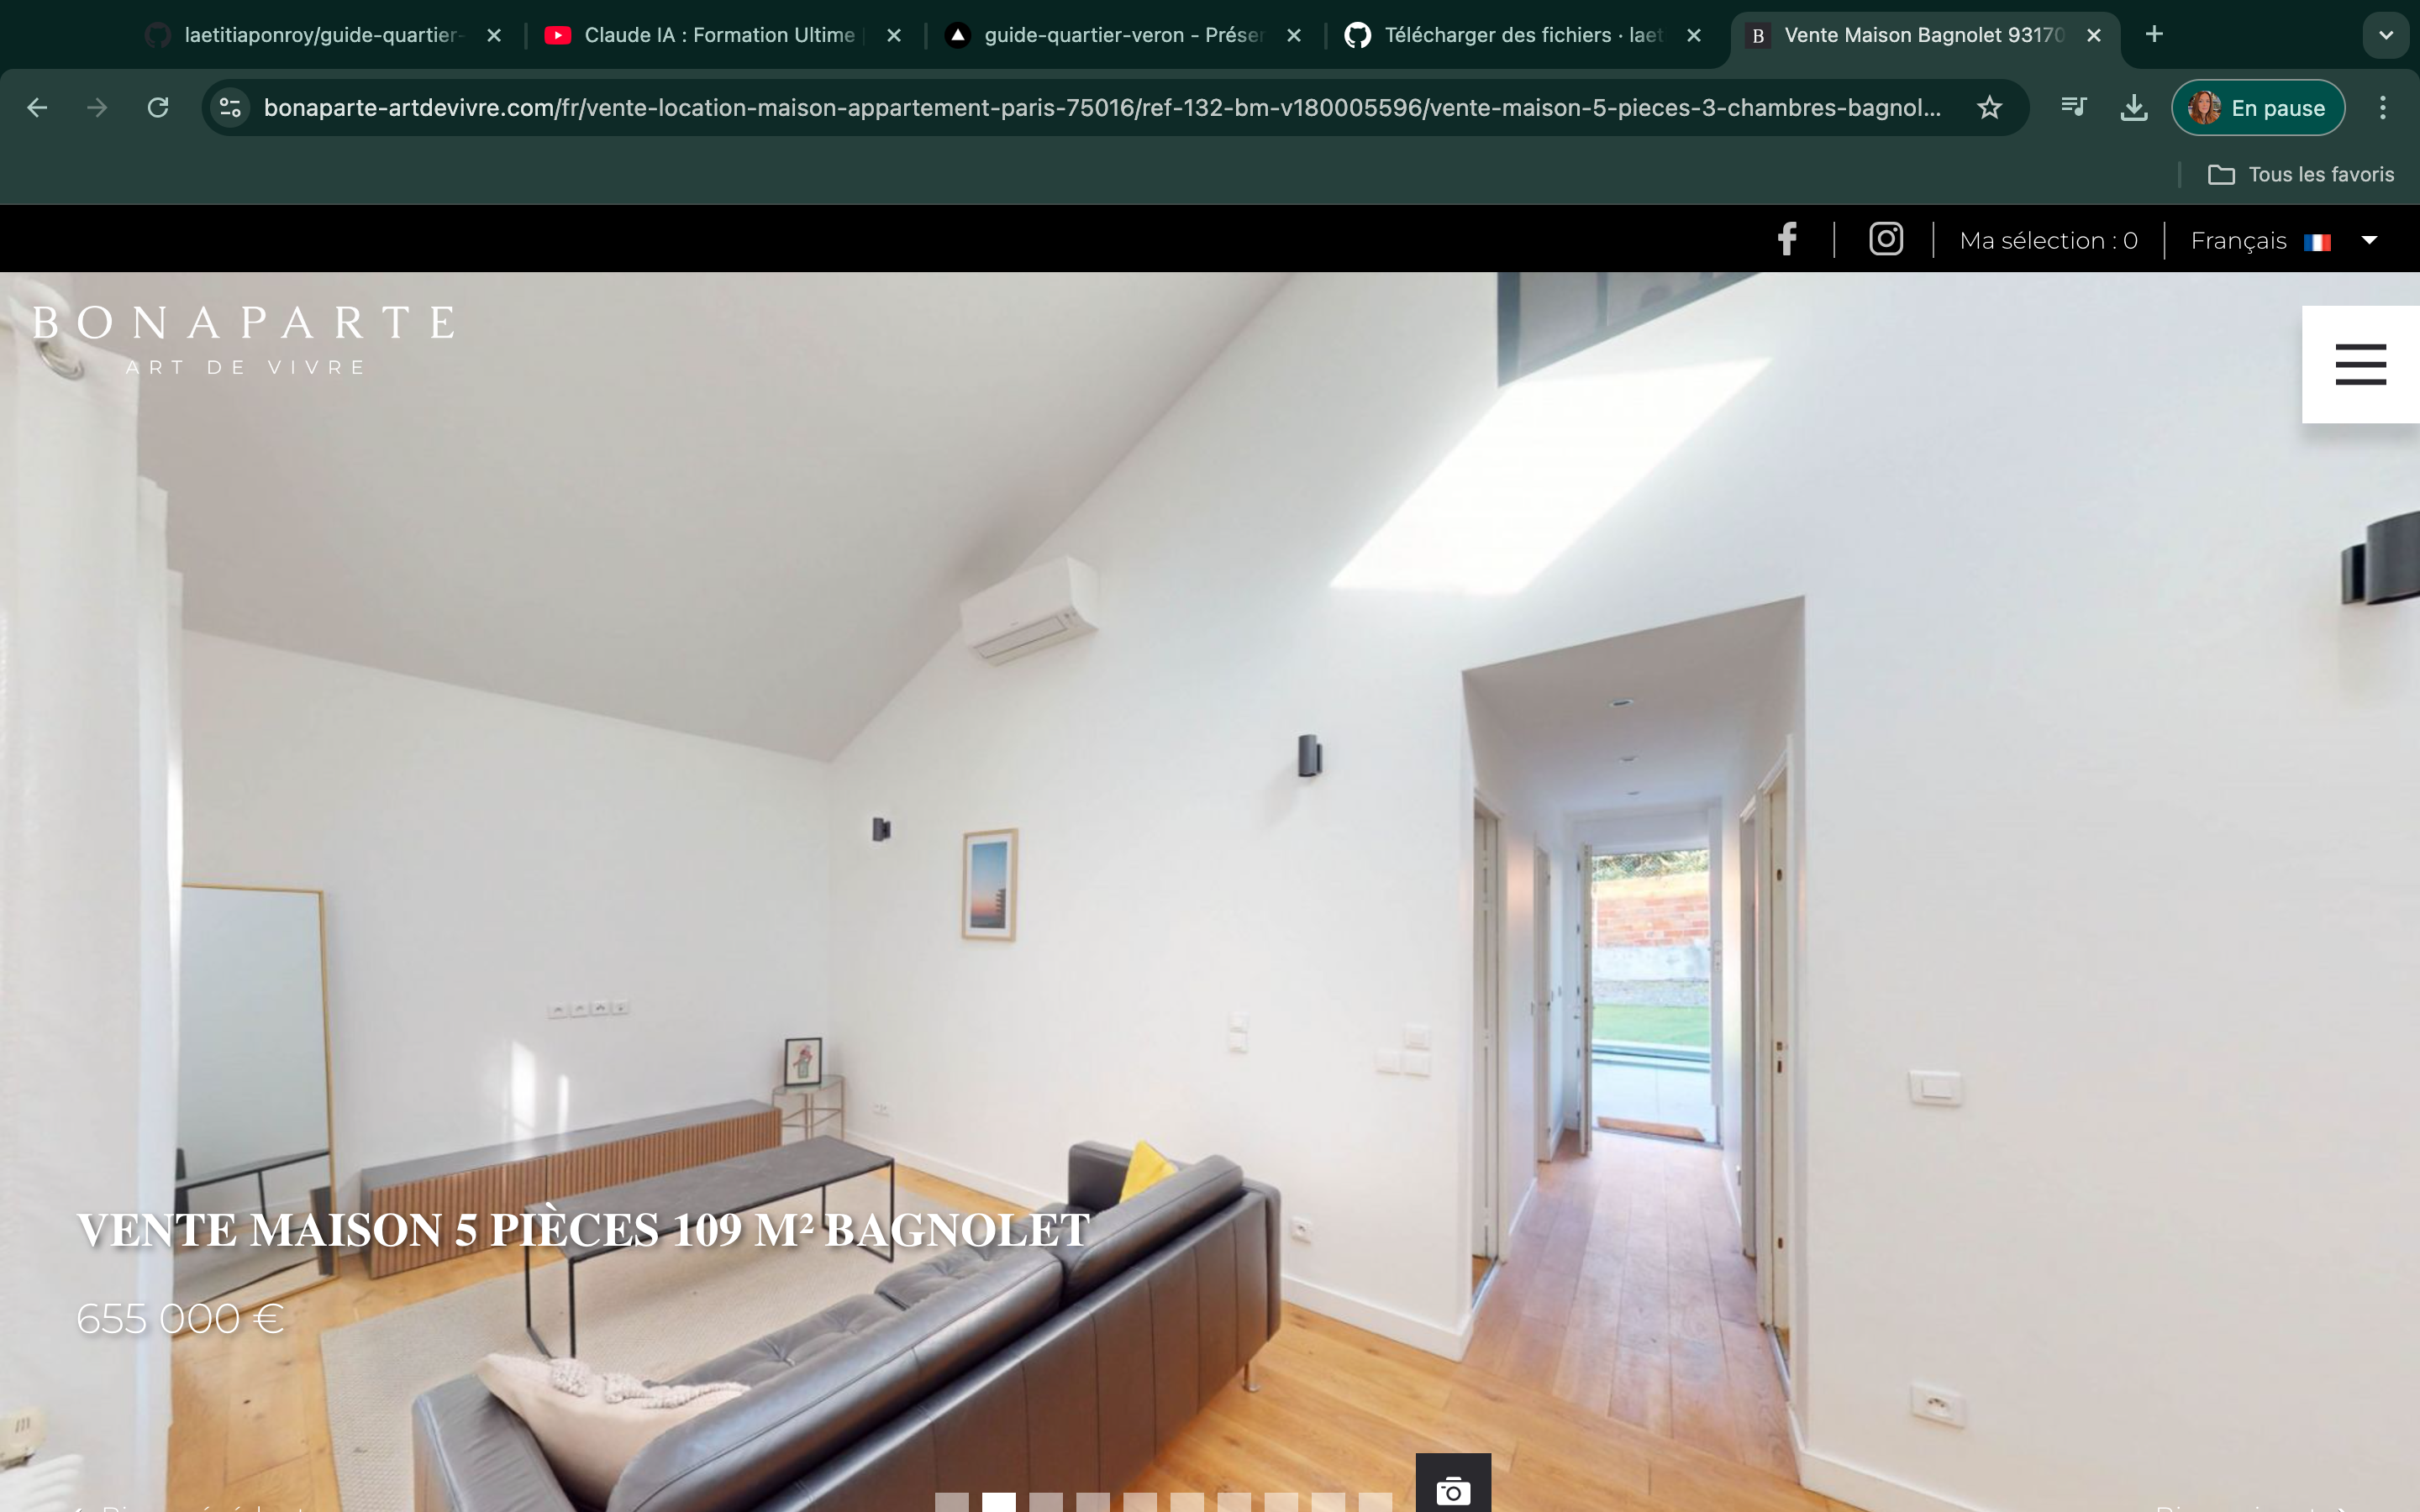 laetitiaponroy/guide-quartier-
Claude IA : Formation Ultime
guide-quartier-veron - Préser
Télécharger des fichiers · laet
B Vente Maison Bagnolet 93170
bonaparte-artdevivre.com/fr/vente-location-maison-appartement-paris-75016/ref-132-bm-v180005596/vente-maison-5-pieces-3-chambres-bagnol...
En pause
Tous les favoris
Ma sélection : 0
Français
BONAPARTE
ART DE VIVRE
VENTE MAISON 5 PIÈCES 109 M² BAGNOLET
655 000 €